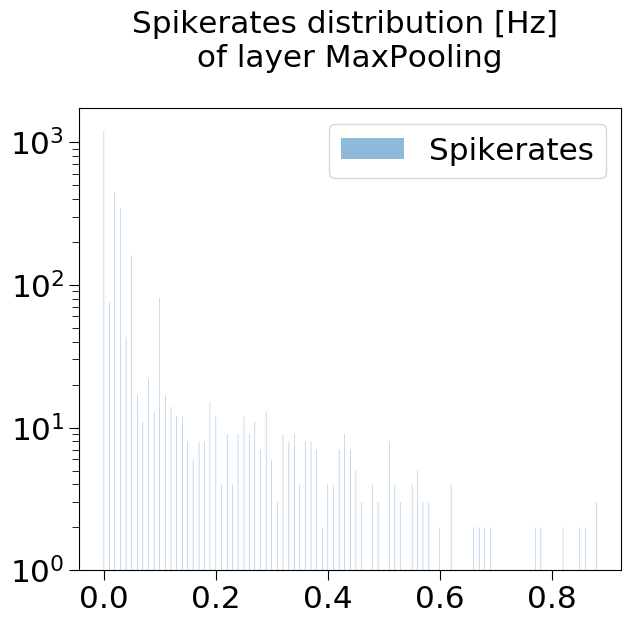 Spikerates distribution [Hz]
of layer MaxPooling
Spikerates
10³
10²
10¹
10⁰
0.0 0.2 0.4 0.6 0.8